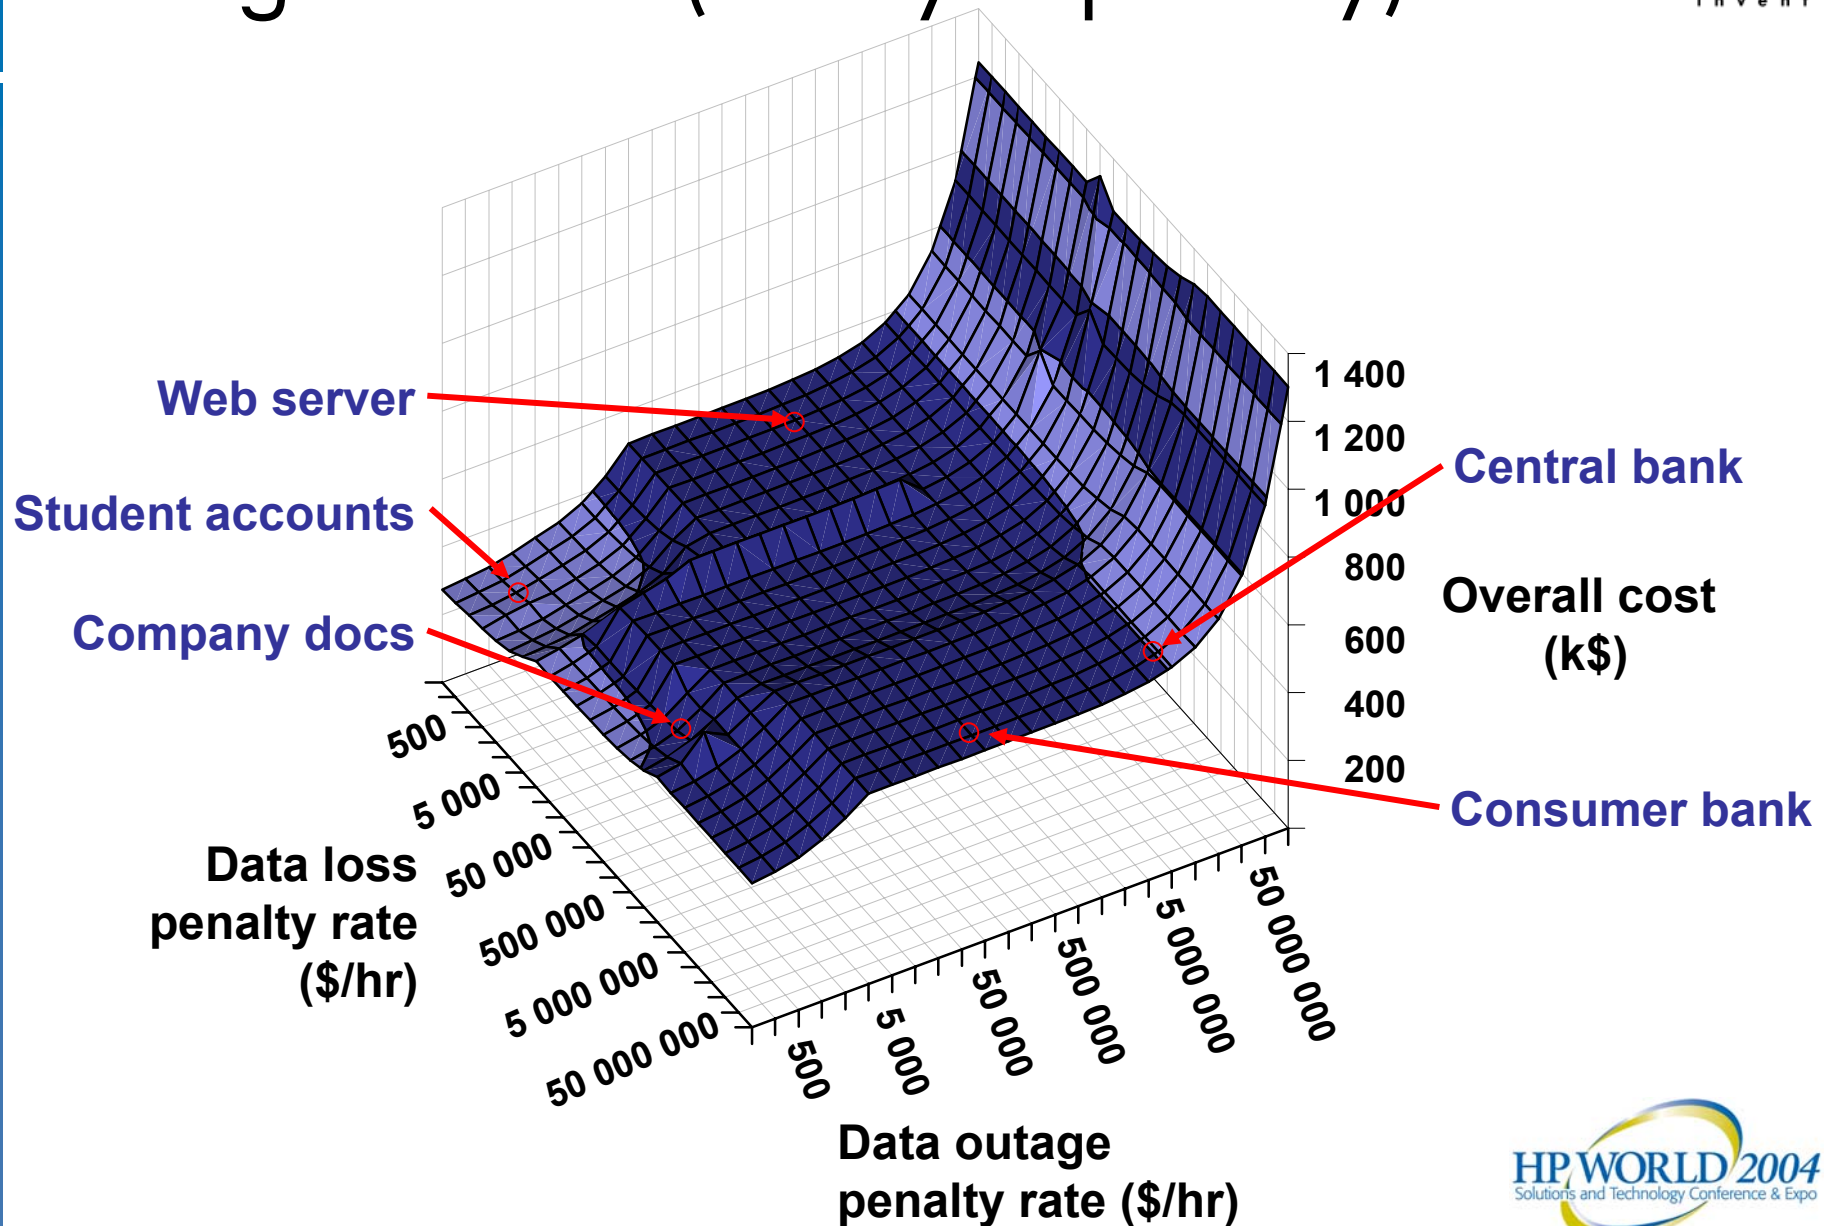 invent
Web server
Student accounts
Company docs
Central bank
Consumer bank
1 400
1 200
1 000
800
600
400
200
Overall cost
(k$)
500
5 000
50 000
500 000
5 000 000
50 000 000
Data loss
penalty rate
($/hr)
500
5 000
50 000
500 000
5 000 000
50 000 000
Data outage
penalty rate ($/hr)
HP WORLD 2004
Solutions and Technology Conference & Expo